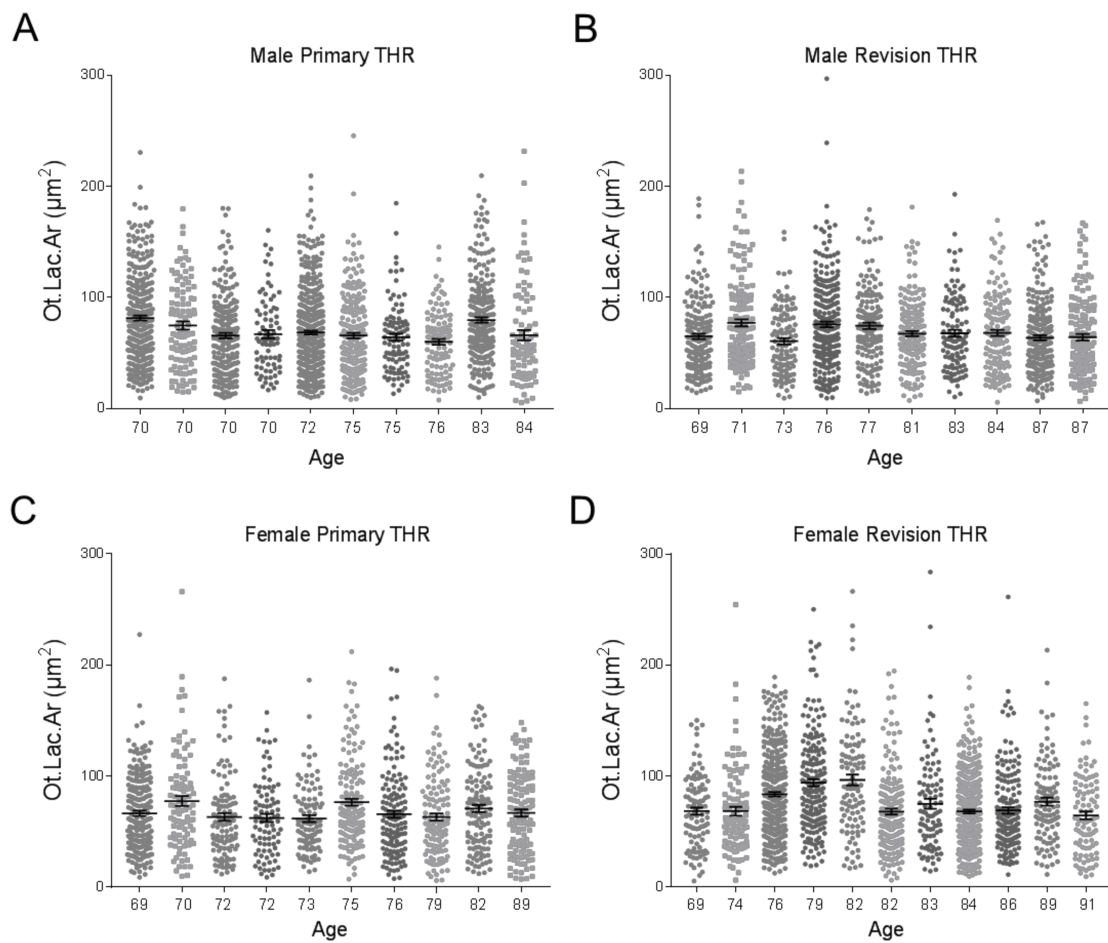 A
Male Primary THR
Ot.Lac.Ar (µm²)
300
200
100
0
70 70 70 70 72 75 75 76 83 84
Age
B
Male Revision THR
Ot.Lac.Ar (µm²)
300
200
100
0
69 71 73 76 77 81 83 84 87 87
Age
C
Female Primary THR
Ot.Lac.Ar (µm²)
300
200
100
0
69 70 72 72 73 75 76 79 82 89
Age
D
Female Revision THR
Ot.Lac.Ar (µm²)
300
200
100
0
69 74 76 79 82 82 83 84 86 89 91
Age